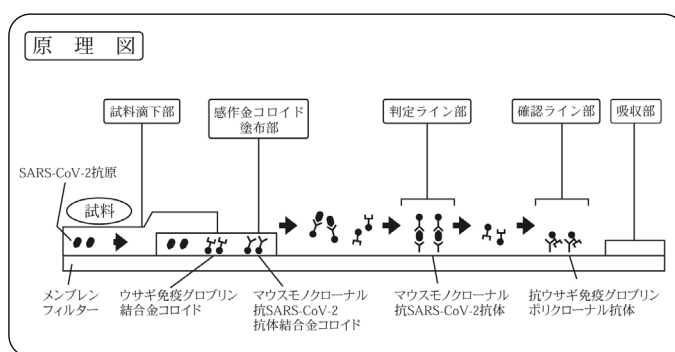 原理図
試料滴下部
感作金コロイド
塗布部
判定ライン部
確認ライン部
吸収部
SARS-CoV-2抗原
試料
メンブレン
フィルター
ウサギ免疫グロブリン
結合金コロイド
マウスモノクローナル
抗SARS-CoV-2
抗体結合金コロイド
マウスモノクローナル
抗SARS-CoV-2抗体
抗ウサギ免疫グロブリン
ポリクローナル抗体